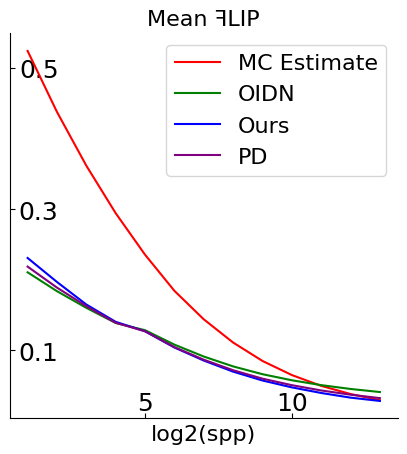 Mean ꟻLIP
0.5
0.3
0.1
MC Estimate
OIDN
Ours
PD
5 10
log2(spp)